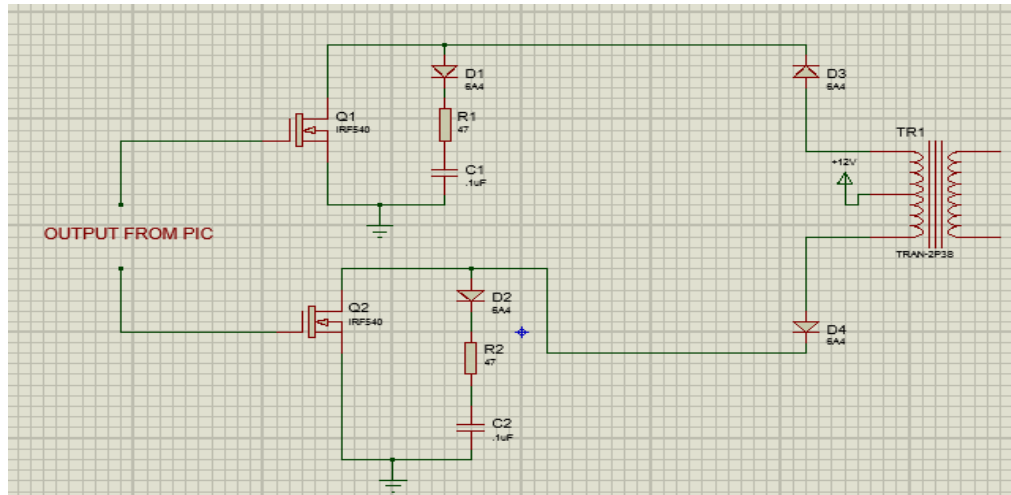 D1
6A4
D3
6A4
Q1
IRF540
R1
47
TR1
+12V
C1
.1uF
OUTPUT FROM PIC
TRAN-2P3S
D2
6A4
Q2
IRF540
D4
6A4
R2
47
C2
.1uF